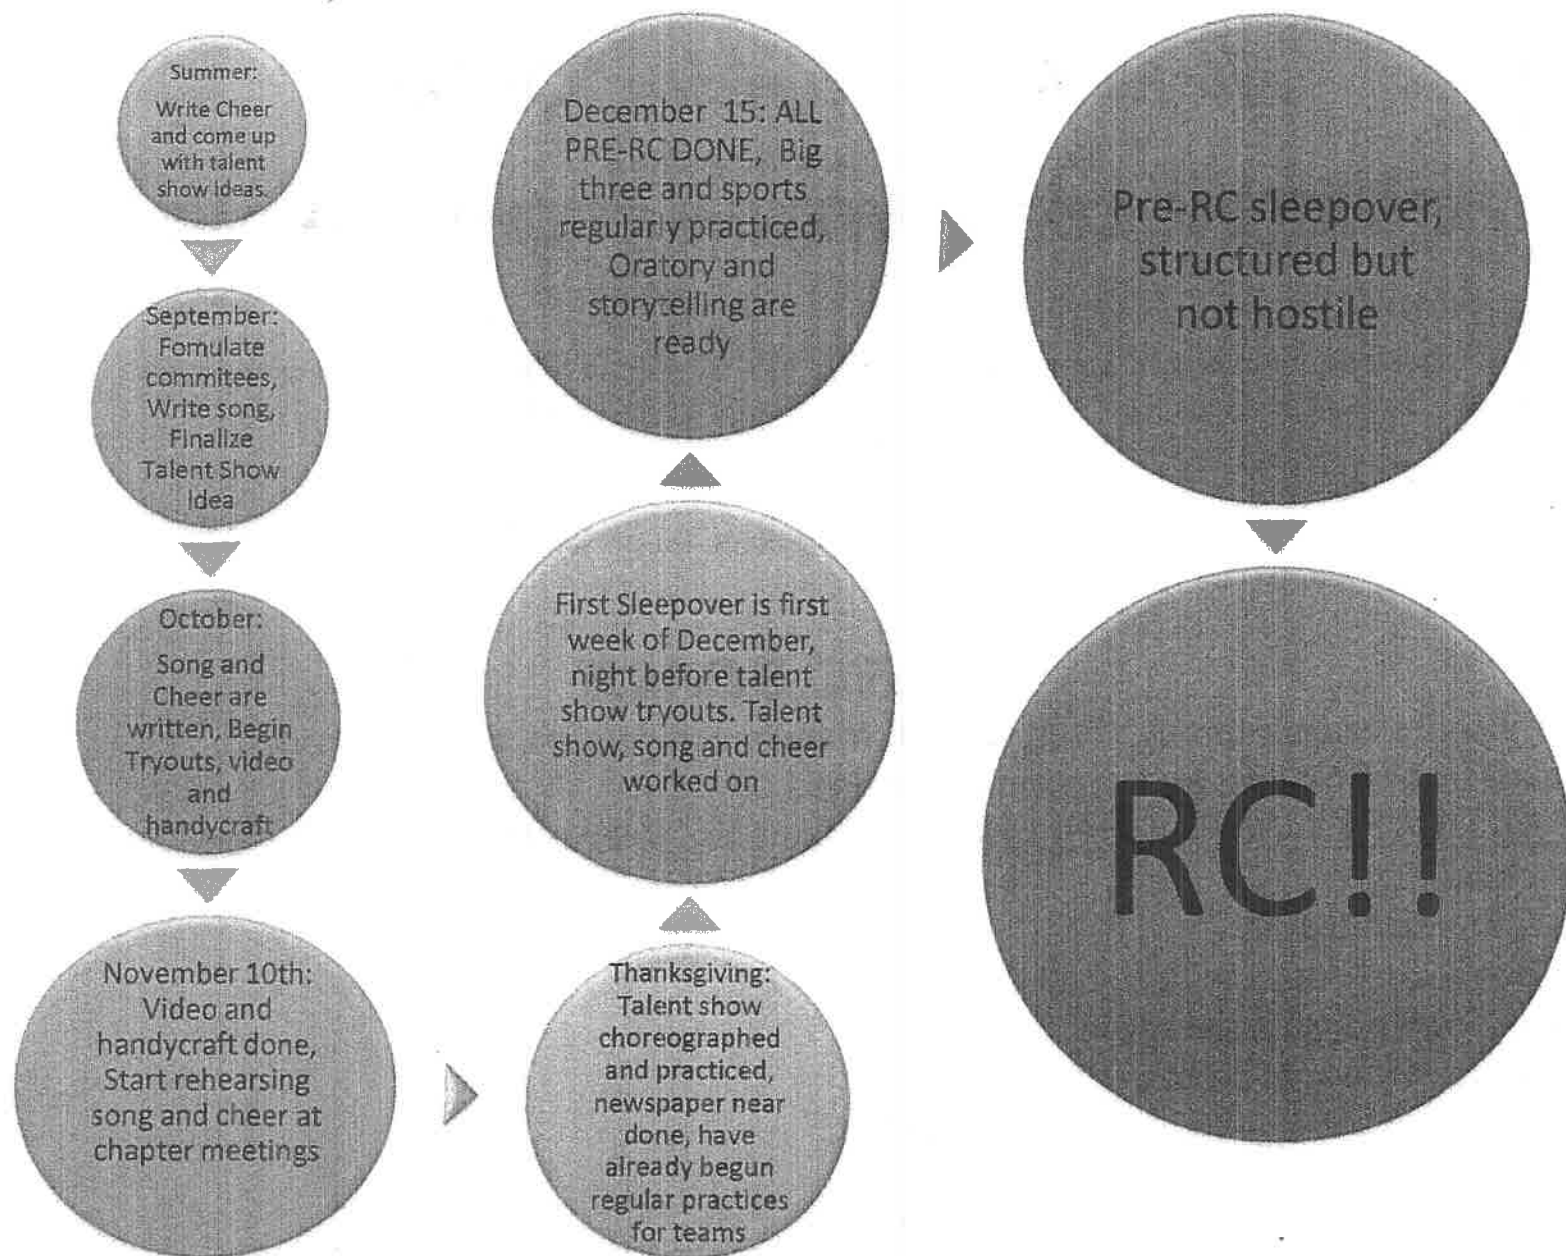 Summer:
Write Cheer
and come up
with talent
show ideas.
September:
Fomulate
commitees,
Write song,
Finalize
Talent Show
Idea
October:
Song and
Cheer are
written, Begin
Tryouts, video
and
handycraft
November 10th:
Video and
handycraft done,
Start rehearsing
song and cheer at
chapter meetings
Thanksgiving:
Talent show
choreographed
and practiced,
newspaper near
done, have
already begun
regular practices
for teams
First Sleepover is first
week of December,
night before talent
show tryouts. Talent
show, song and cheer
worked on
December 15: ALL
PRE-RC DONE, Big
three and sports
regularly practiced,
Oratory and
storytelling are
ready
Pre-RC sleepover,
structured but
not hostile
RC!!